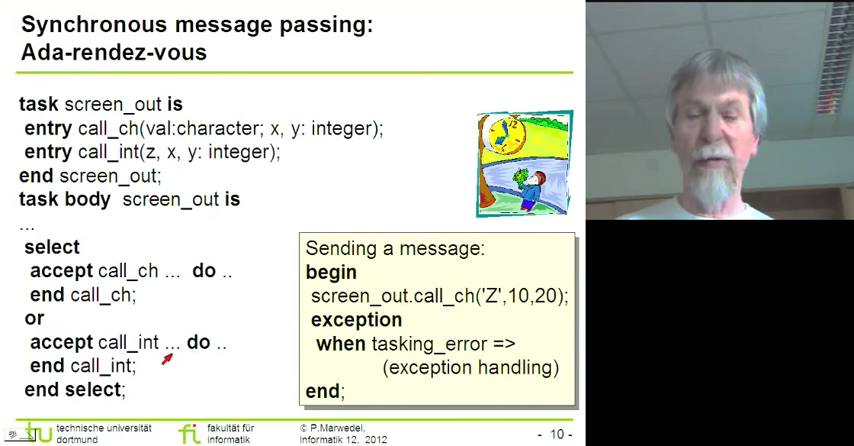 Synchronous message passing:
Ada-rendez-vous
task screen_out is
entry call_ch(val:character; x, y: integer);
entry call_int(z, x, y: integer);
end screen_out;
task body screen_out is
...
select
accept call_ch ... do ..
end call_ch;
or
accept call_int ... do ..
end call_int;
end select;
Sending a message:
begin
screen_out.call_ch('Z',10,20);
exception
when tasking_error =>
(exception handling)
end;
12
tu
technische universität
dortmund
fi
fakultät für
informatik
© P.Marwedel,
Informatik 12, 2012
- 10 -